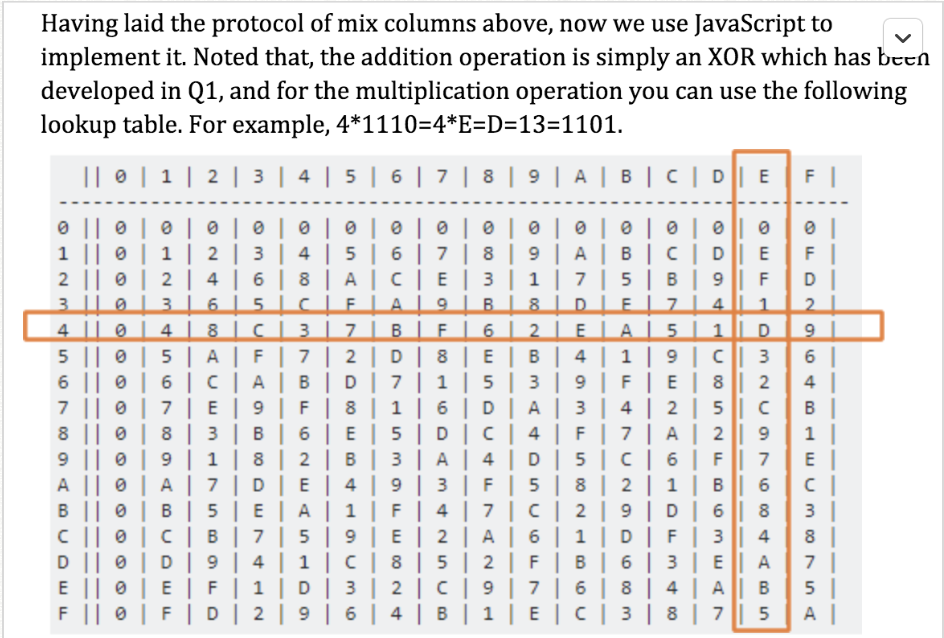 Having laid the protocol of mix columns above, now we use JavaScript to
implement it. Noted that, the addition operation is simply an XOR which has been
developed in Q1, and for the multiplication operation you can use the following
lookup table. For example, 4*1110=4*E=D=13=1101.
|| 0 | 1 | 2 | 3 | 4 | 5 | 6 | 7 | 8 | 9 | A | B | C | D | E | F |
0 || 0 | 0 | 0 | 0 | 0 | 0 | 0 | 0 | 0 | 0 | 0 | 0 | 0 | 0 | 0 | 0 |
1 || 0 | 1 | 2 | 3 | 4 | 5 | 6 | 7 | 8 | 9 | A | B | C | D | E | F |
2 || 0 | 2 | 4 | 6 | 8 | A | C | E | 3 | 1 | 7 | 5 | B | 9 | F | D |
3 || 0 | 3 | 6 | 5 | C | F | A | 9 | B | 8 | D | E | 7 | 4 | 1 | 2 |
4 || 0 | 4 | 8 | C | 3 | 7 | B | F | 6 | 2 | E | A | 5 | 1 | D | 9 |
5 || 0 | 5 | A | F | 7 | 2 | D | 8 | E | B | 4 | 1 | 9 | C | 3 | 6 |
6 || 0 | 6 | C | A | B | D | 7 | 1 | 5 | 3 | 9 | F | E | 8 | 2 | 4 |
7 || 0 | 7 | E | 9 | F | 8 | 1 | 6 | D | A | 3 | 4 | 2 | 5 | C | B |
8 || 0 | 8 | 3 | B | 6 | E | 5 | D | C | 4 | F | 7 | A | 2 | 9 | 1 |
9 || 0 | 9 | 1 | 8 | 2 | B | 3 | A | 4 | D | 5 | C | 6 | F | 7 | E |
A || 0 | A | 7 | D | E | 4 | 9 | 3 | F | 5 | 8 | 2 | 1 | B | 6 | C |
B || 0 | B | 5 | E | A | 1 | F | 4 | 7 | C | 2 | 9 | D | 6 | 8 | 3 |
C || 0 | C | B | 7 | 5 | 9 | E | 2 | A | 6 | 1 | D | F | 3 | 4 | 8 |
D || 0 | D | 9 | 4 | 1 | C | 8 | 5 | 2 | F | B | 6 | 3 | E | A | 7 |
E || 0 | E | F | 1 | D | 3 | 2 | C | 9 | 7 | 6 | 8 | 4 | A | B | 5 |
F || 0 | F | D | 2 | 9 | 6 | 4 | B | 1 | E | C | 3 | 8 | 7 | 5 | A |